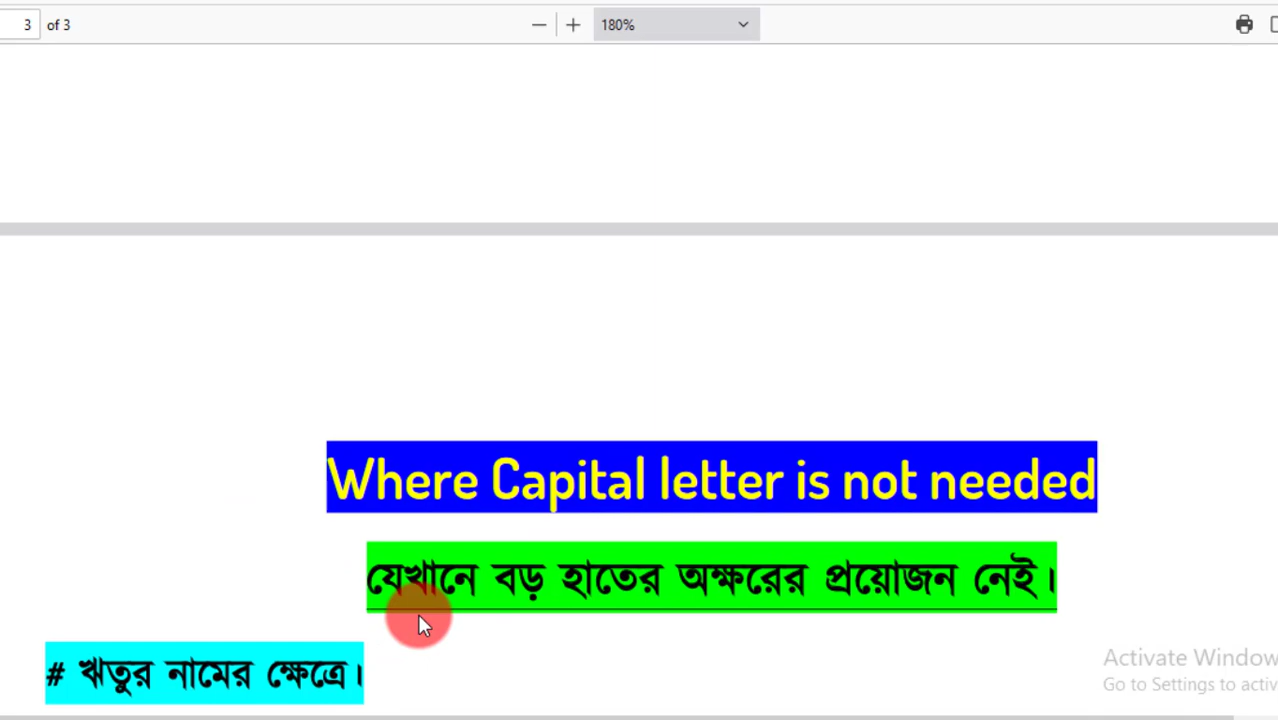 3 of 3
180%
Where Capital letter is not needed
যেখানে বড় হাতের অক্ষরের প্রয়োজন নেই।
# ঋতুর নামের ক্ষেত্রে।
Activate Window
Go to Settings to activ